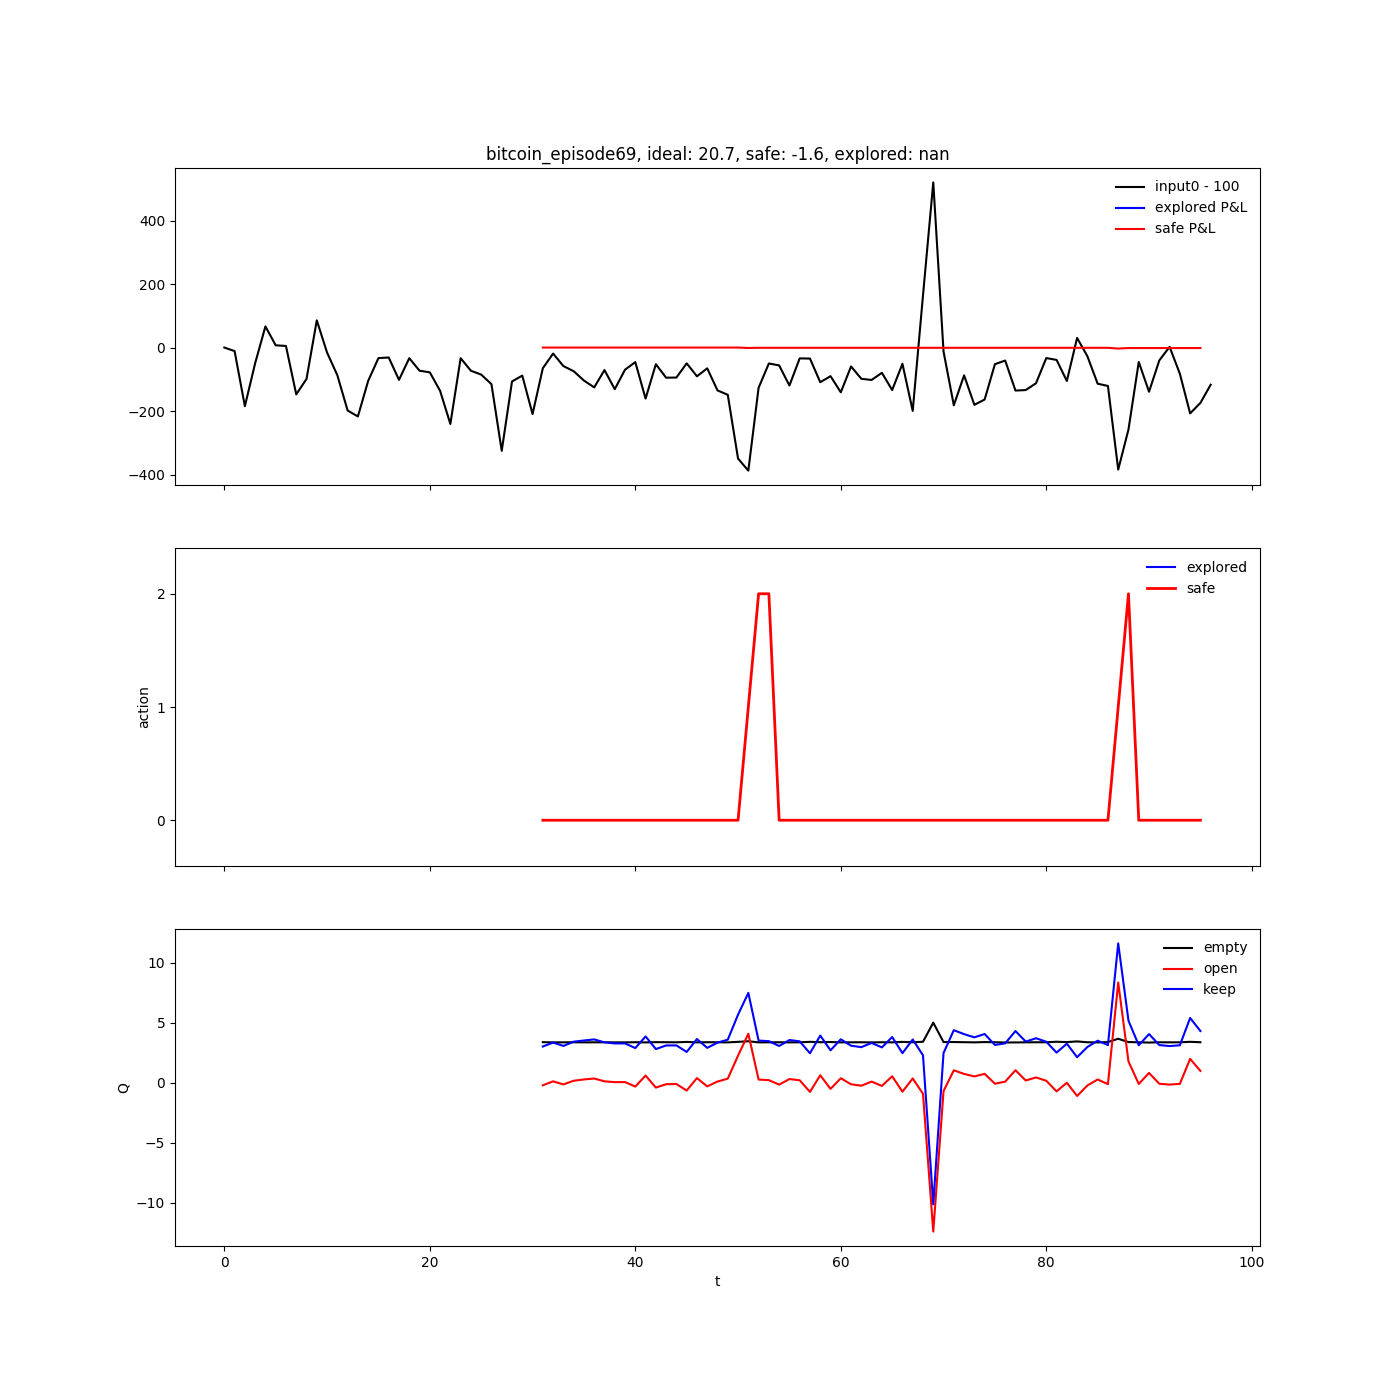 bitcoin_episode69, ideal: 20.7, safe: -1.6, explored: nan
input0 - 100
explored P&L
safe P&L
400
200
0
−200
−400
explored
safe
2
1
0
action
empty
open
keep
10
5
0
−5
−10
Q
0 20 40 60 80 100
t